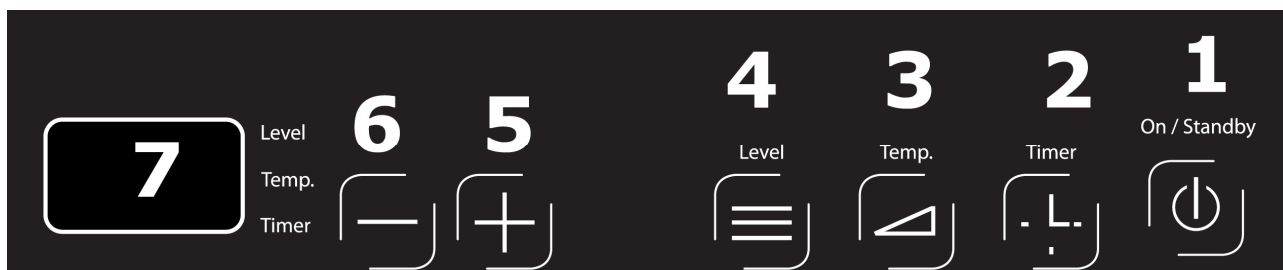 1
4 3 2
On / Standby
7 Level 6 5
Level Temp. Timer
Temp.
Timer